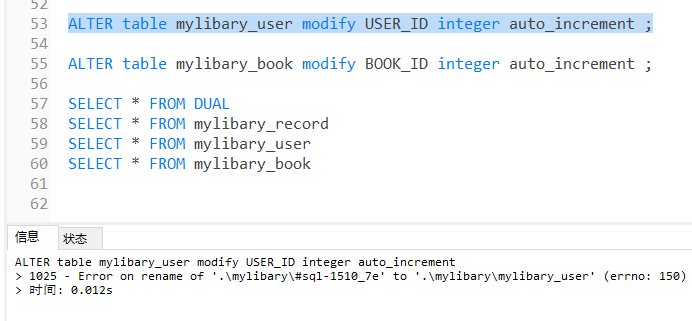 52
53 ALTER table mylibary_user modify USER_ID integer auto_increment ;
54
55 ALTER table mylibary_book modify BOOK_ID integer auto_increment ;
56
57 SELECT * FROM DUAL
58 SELECT * FROM mylibary_record
59 SELECT * FROM mylibary_user
60 SELECT * FROM mylibary_book
61
62
信息 状态
ALTER table mylibary_user modify USER_ID integer auto_increment
> 1025 - Error on rename of '.\mylibary\#sql-1510_7e' to '.\mylibary\mylibary_user' (errno: 150)
> 时间: 0.012s